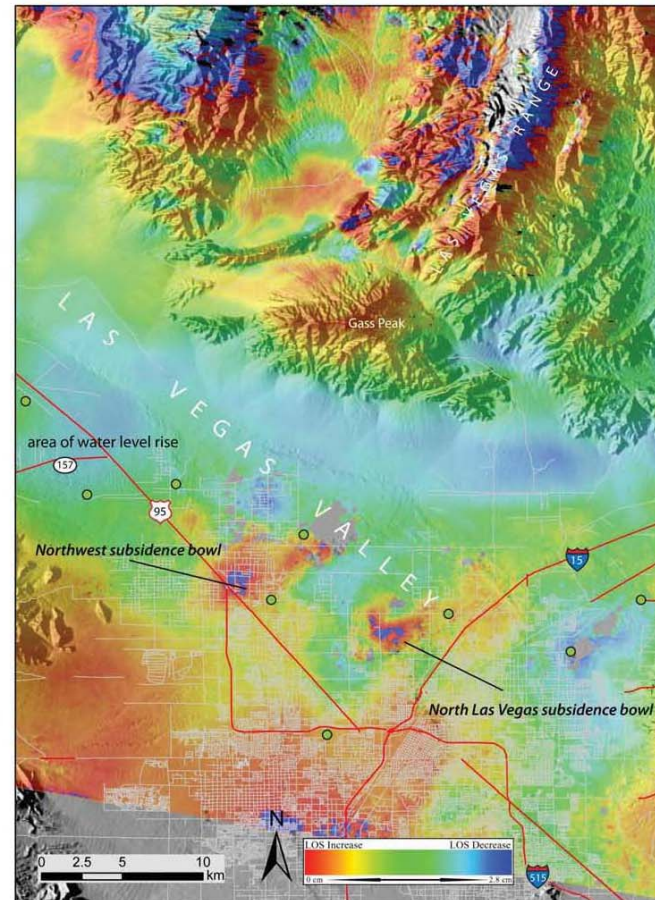 LAS VEGAS RANGE
Gass Peak
LAS VEGAS VALLEY
area of water level rise
157
95
Northwest subsidence bowl
15
North Las Vegas subsidence bowl
N
0 2.5 5 10
km
LOS Increase LOS Decrease
0 cm 2.8 cm
515